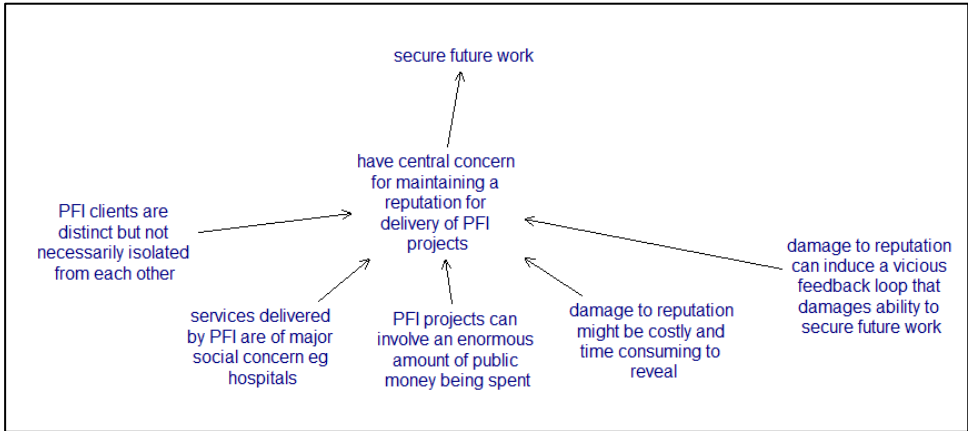 secure future work
have central concern
for maintaining a
reputation for
delivery of PFI
projects
PFI clients are
distinct but not
necessarily isolated
from each other
services delivered
by PFI are of major
social concern eg
hospitals
PFI projects can
involve an enormous
amount of public
money being spent
damage to reputation
might be costly and
time consuming to
reveal
damage to reputation
can induce a vicious
feedback loop that
damages ability to
secure future work